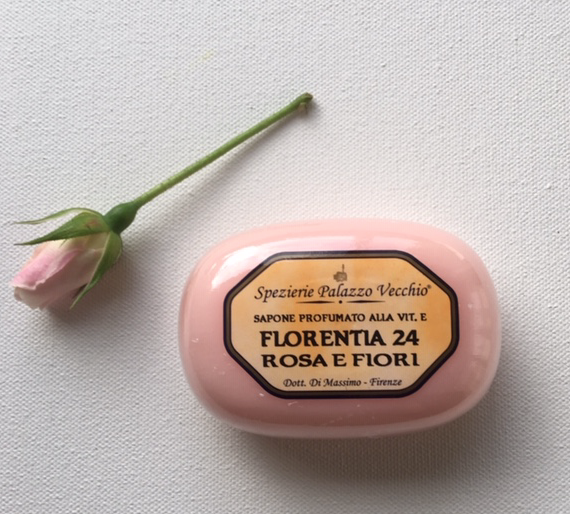 Spezierie Palazzo Vecchio®
SAPONE PROFUMATO ALLA VIT. E
FLORENTIA 24
ROSA E FIORI
Dott. Di Massimo - Firenze